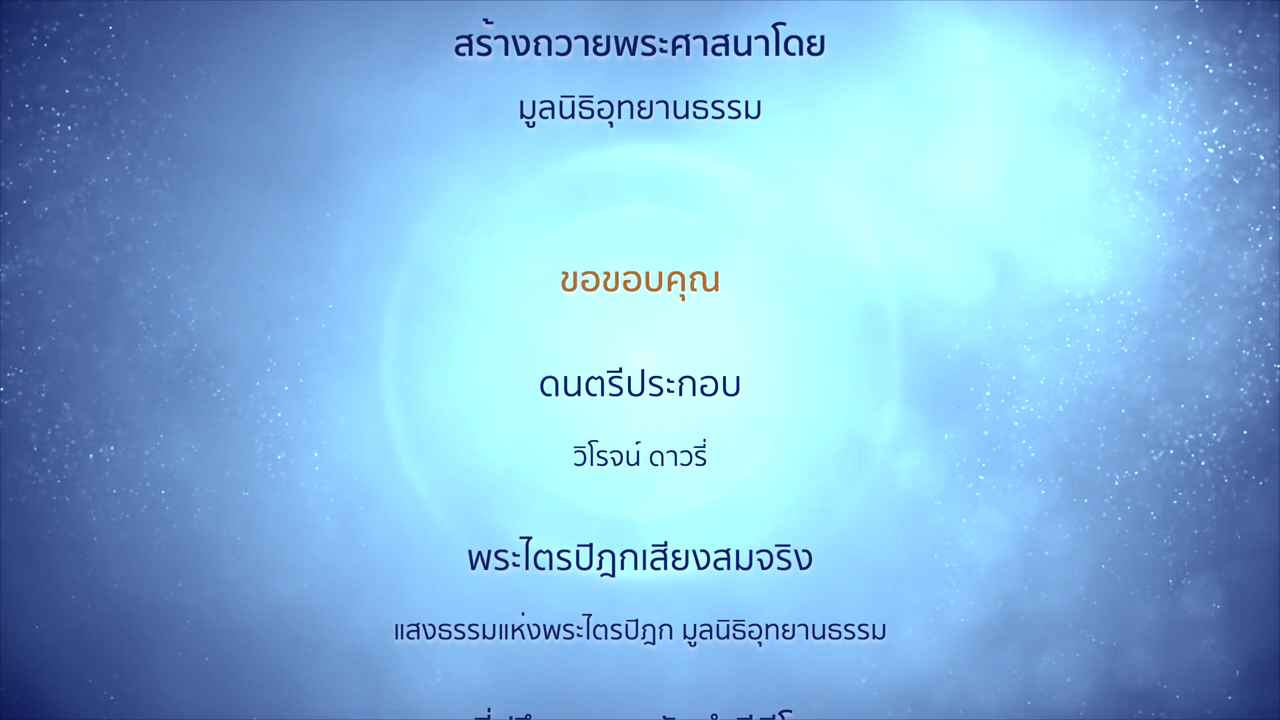 สร้างถวายพระศาสนาโดย
มูลนิธิอุทยานธรรม
ขอขอบคุณ
ดนตรีประกอบ
วิโรจน์ ดาวรี่
พระไตรปิฎกเสียงสมจริง
แสงธรรมแห่งพระไตรปิฎก มูลนิธิอุทยานธรรม